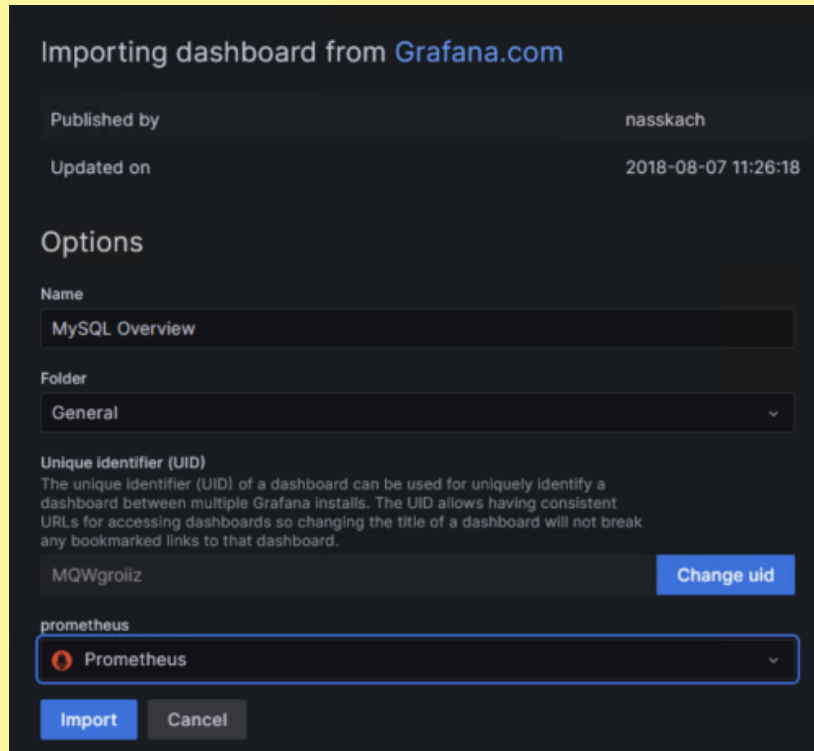 Importing dashboard from Grafana.com
Published by nasskach
Updated on 2018-08-07 11:26:18
Options
Name
MySQL Overview
Folder
General
Unique identifier (UID)
The unique identifier (UID) of a dashboard can be used for uniquely identify a
dashboard between multiple Grafana installs. The UID allows having consistent
URLs for accessing dashboards so changing the title of a dashboard will not break
any bookmarked links to that dashboard.
MQWgroiiz Change uid
prometheus
Prometheus
Import Cancel